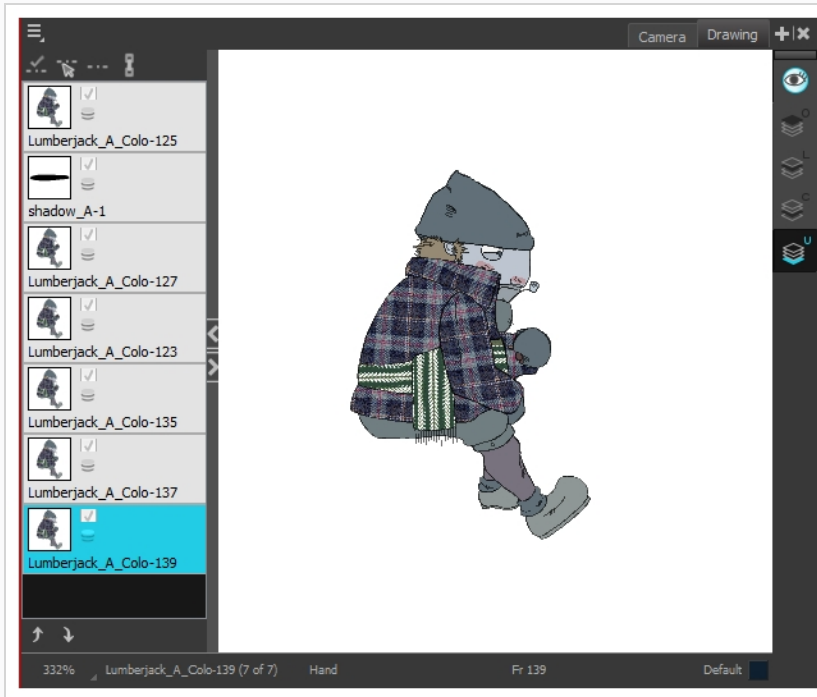 Camera
Drawing
Lumberjack_A_Colo-125
shadow_A-1
Lumberjack_A_Colo-127
Lumberjack_A_Colo-123
Lumberjack_A_Colo-135
Lumberjack_A_Colo-137
Lumberjack_A_Colo-139
O
L
C
U
332% Lumberjack_A_Colo-139 (7 of 7) Hand Fr 139 Default